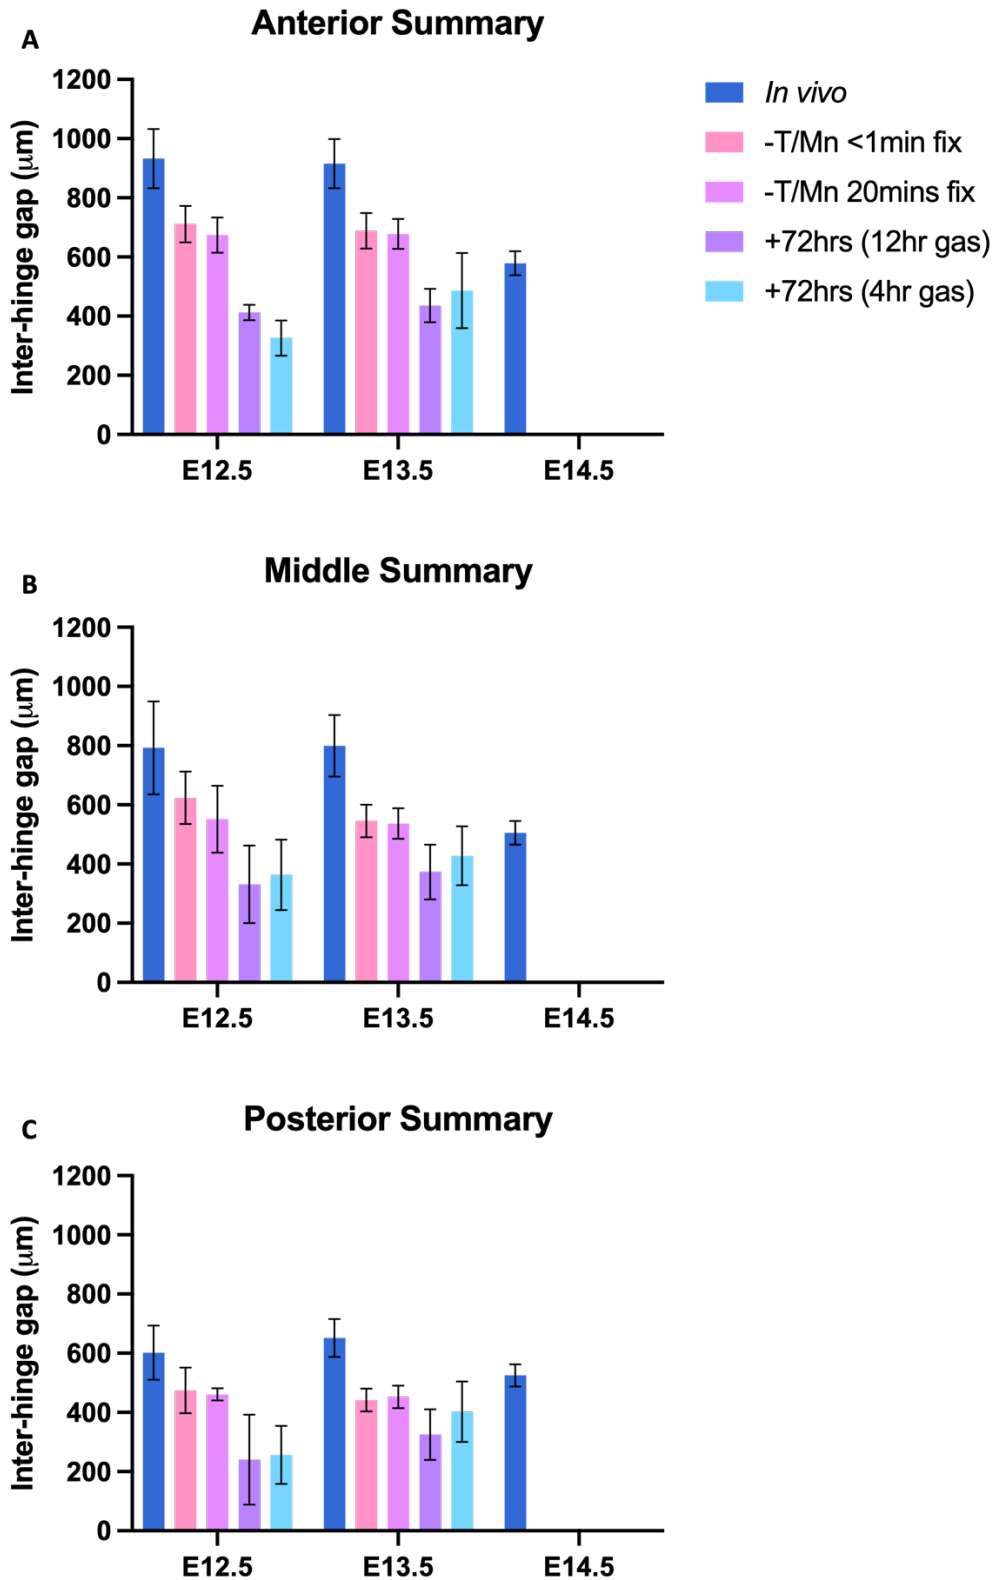 A
Anterior Summary
Inter-hinge gap (μm)
1200
1000
800
600
400
200
0
E12.5
E13.5
E14.5
In vivo
-T/Mn <1min fix
-T/Mn 20mins fix
+72hrs (12hr gas)
+72hrs (4hr gas)
B
Middle Summary
Inter-hinge gap (μm)
1200
1000
800
600
400
200
0
E12.5
E13.5
E14.5
C
Posterior Summary
Inter-hinge gap (μm)
1200
1000
800
600
400
200
0
E12.5
E13.5
E14.5